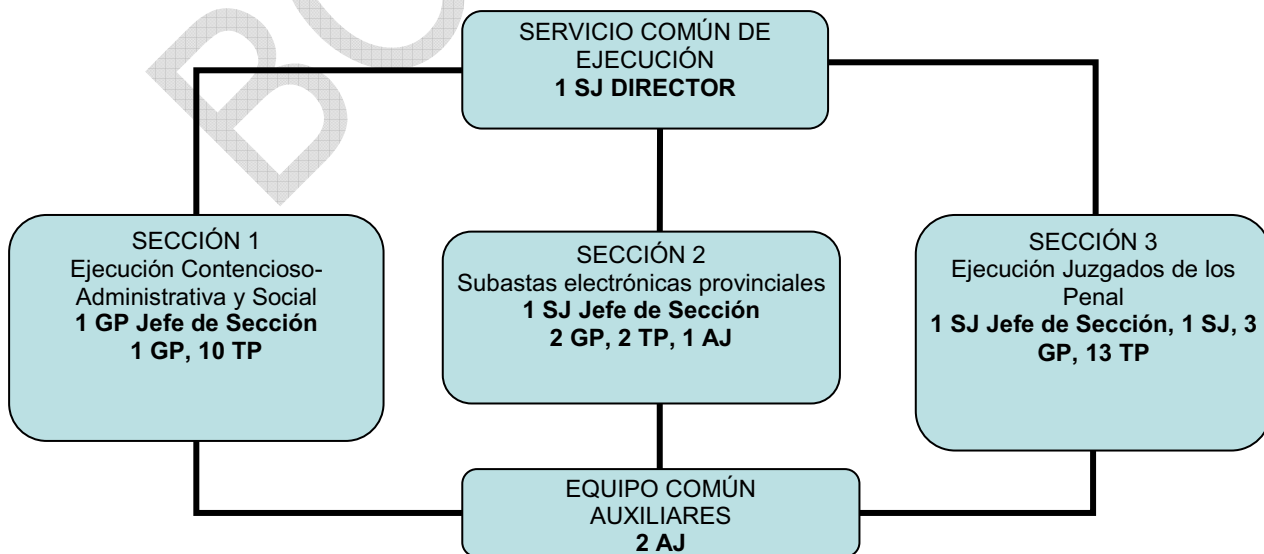 SERVICIO COMÚN DE
EJECUCIÓN
1 SJ DIRECTOR
SECCIÓN 1
Ejecución Contencioso-
Administrativa y Social
1 GP Jefe de Sección
1 GP, 10 TP
SECCIÓN 2
Subastas electrónicas provinciales
1 SJ Jefe de Sección
2 GP, 2 TP, 1 AJ
SECCIÓN 3
Ejecución Juzgados de los
Penal
1 SJ Jefe de Sección, 1 SJ, 3
GP, 13 TP
EQUIPO COMÚN
AUXILIARES
2 AJ